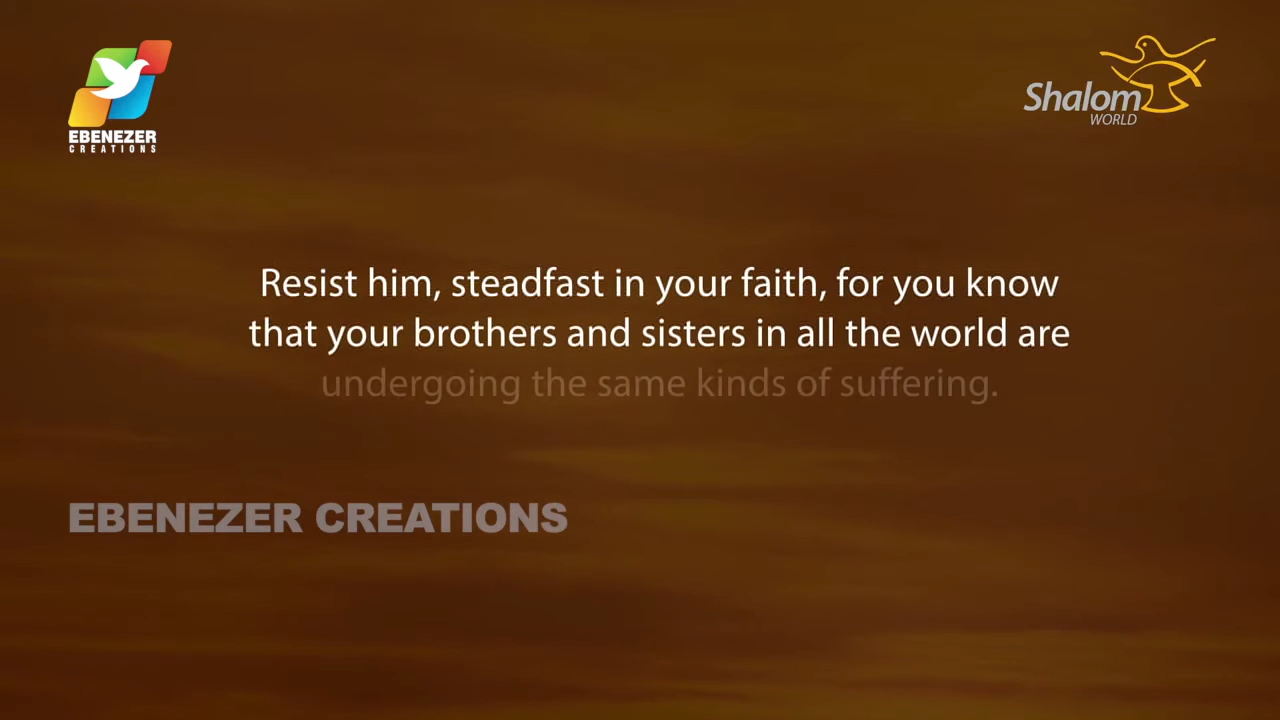 EBENEZER
CREATIONS
Shalom
WORLD
Resist him, steadfast in your faith, for you know
that your brothers and sisters in all the world are
undergoing the same kinds of suffering.
EBENEZER CREATIONS